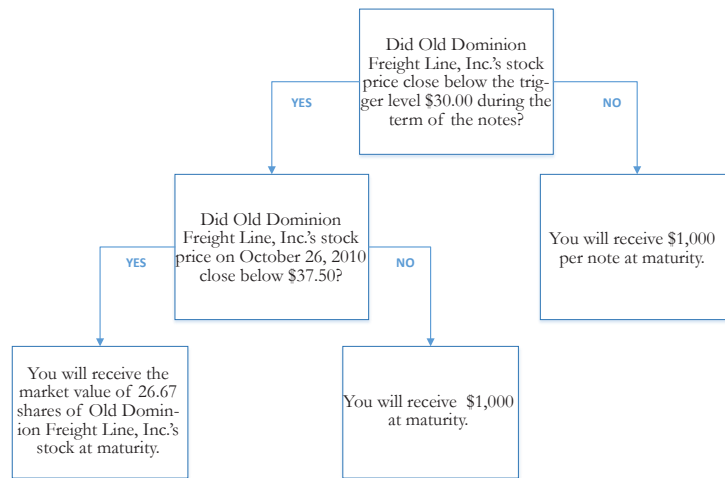 Did Old Dominion
Freight Line, Inc.'s stock
price close below the trig-
ger level $30.00 during the
term of the notes?
YES
NO
Did Old Dominion
Freight Line, Inc.'s stock
price on October 26, 2010
close below $37.50?
You will receive $1,000
per note at maturity.
YES
NO
You will receive the
market value of 26.67
shares of Old Domin-
ion Freight Line, Inc.'s
stock at maturity.
You will receive $1,000
at maturity.